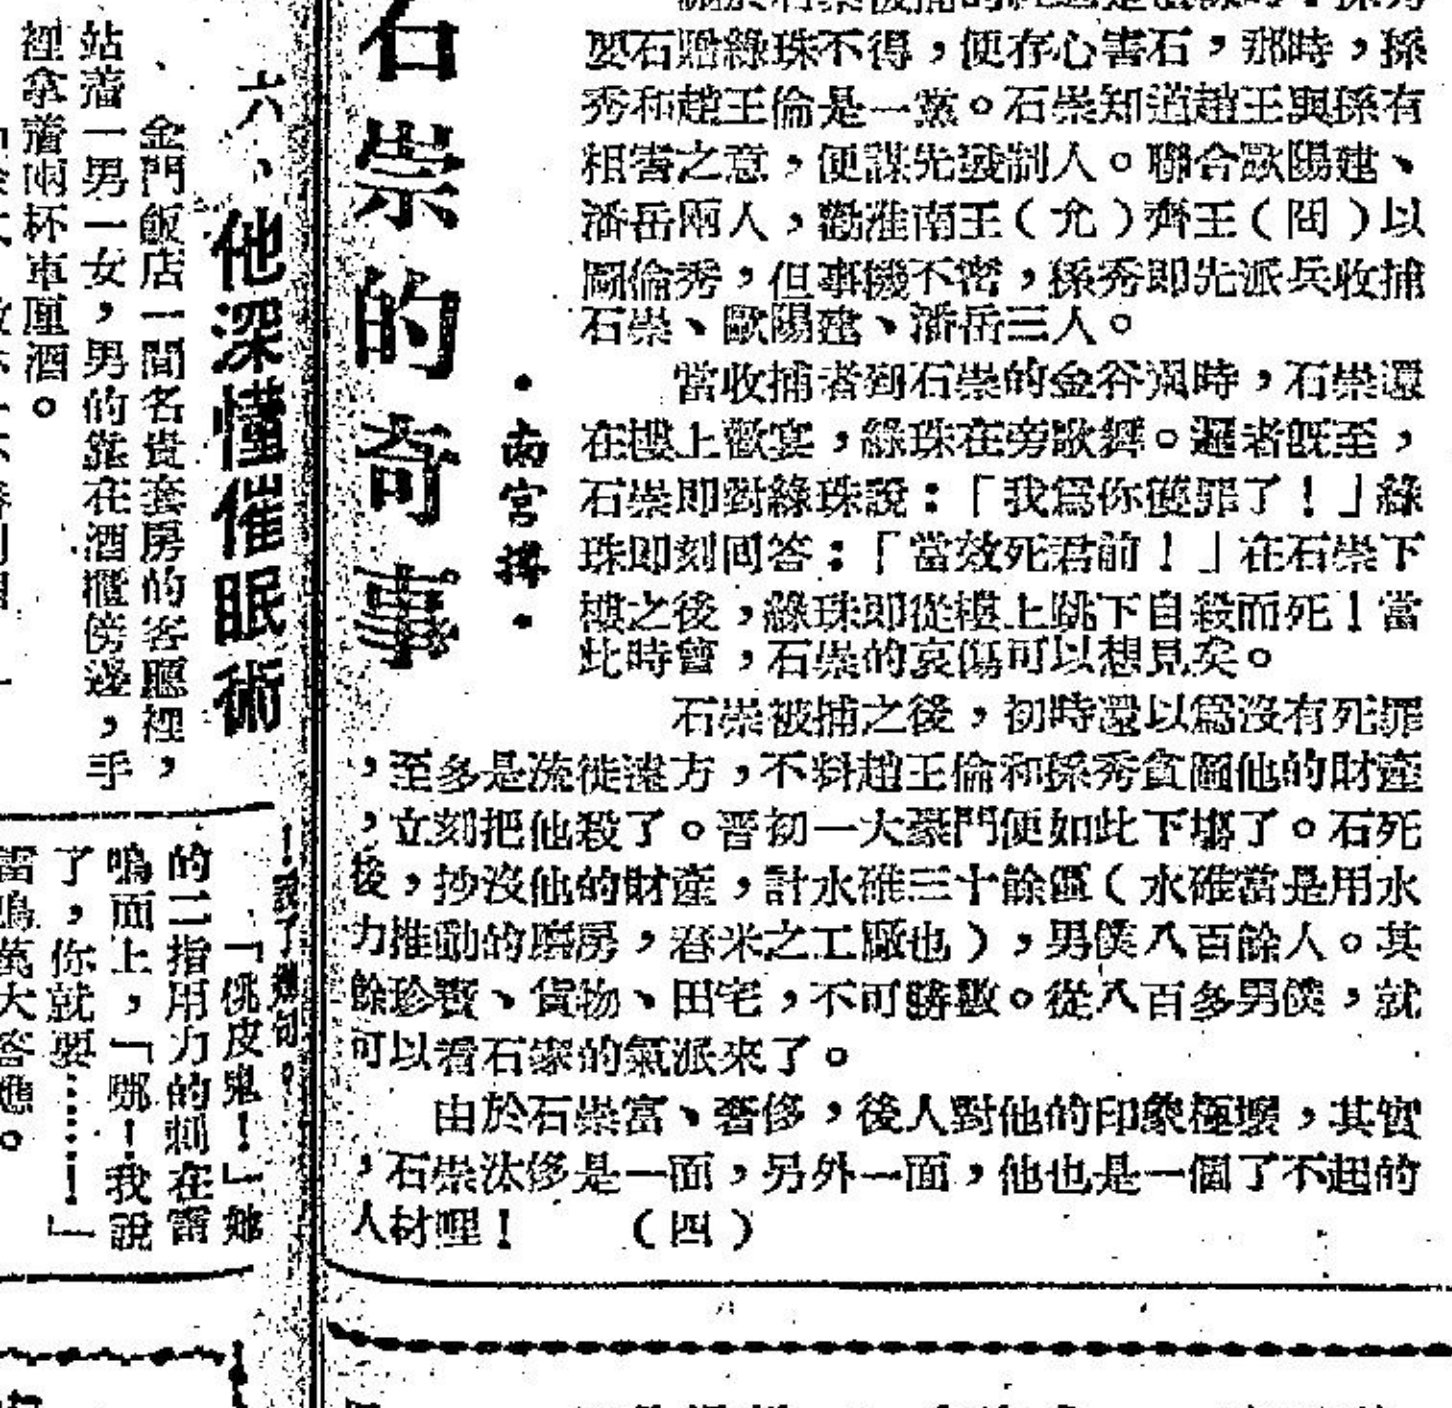 石崇的奇事
·南宮搏·
要石贈綠珠不得，便存心害石，那時，孫
秀和趙王倫是一黨。石崇知道趙王與孫有
相害之意，便謀先發制人。聯合歐陽建、
潘岳兩人，勸淮南王（允）齊王（冏）以
圖倫秀，但事機不密，孫秀即先派兵收捕
石崇、歐陽建、潘岳三人。
當收捕者到石崇的金谷澗時，石崇還
在樓上歡宴，綠珠在旁歌舞。邏者既至，
石崇即對綠珠說：「我爲你獲罪了！」綠
珠即刻回答：「當效死君前！」在石崇下
樓之後，綠珠即從樓上跳下自殺而死！當
此時會，石崇的哀傷可以想見矣。
石崇被捕之後，初時還以爲沒有死罪
，至多是流徙遠方，不料趙王倫和孫秀貪圖他的財產
，立刻把他殺了。晋初一大豪門便如此下塲了。石死
後，抄沒他的財產，計水碓三十餘區（水碓當是用水
力推動的磨房，舂米之工廠也），男僕八百餘人。其
餘珍寶、貨物、田宅，不可勝數。從八百多男僕，就
可以看石家的氣派來了。
由於石崇富、奢侈，後人對他的印象極壞，其實
，石崇汰侈是一面，另外一面，他也是一個了不起的
人材哩！　　（四）
六、他深懂催眠術
金門飯店一間名貴套房的客廳裡，
站着一男一女，男的靠在酒櫃傍邊，手
裡拿着兩杯車厘酒。
「佻皮鬼！」她
的二指用力的刺在雷
鳴面上，「哪！我說
了，你就要……！」
雷鳴萬大答應。